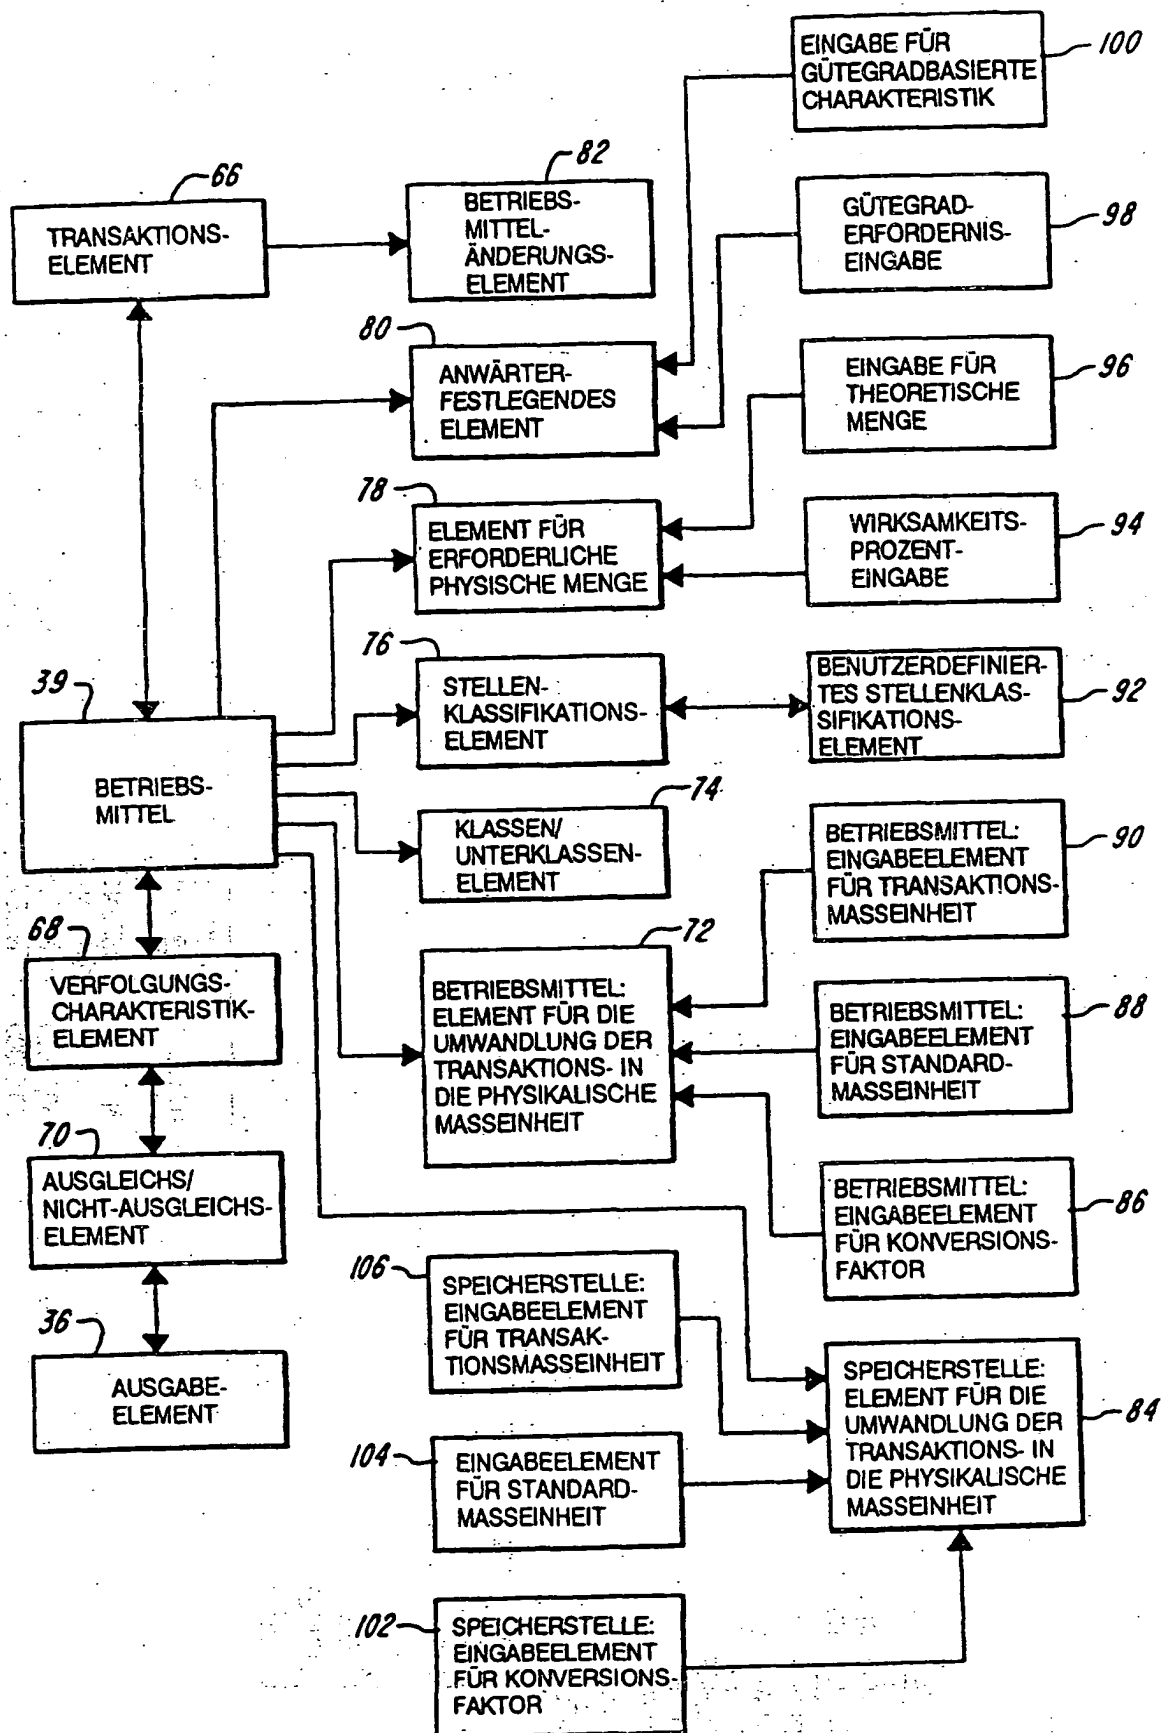 EINGABE FÜR
GÜTEGRADBASIERTE
CHARAKTERISTIK
100
66
TRANSAKTIONS-
ELEMENT
82
BETRIEBS-
MITTEL-
ÄNDERUNGS-
ELEMENT
GÜTEGRAD-
ERFORDERNIS-
EINGABE
98
80
ANWÄRTER-
FESTLEGENDES
ELEMENT
EINGABE FÜR
THEORETISCHE
MENGE
96
78
ELEMENT FÜR
ERFORDERLICHE
PHYSISCHE MENGE
WIRKSAMKEITS-
PROZENT-
EINGABE
94
76
STELLEN-
KLASSIFIKATIONS-
ELEMENT
BENUTZERDEFINIER-
TES STELLENKLAS-
SIFIKATIONS-
ELEMENT
92
39
BETRIEBS-
MITTEL
74
KLASSEN/
UNTERKLASSEN-
ELEMENT
BETRIEBSMITTEL:
EINGABEELEMENT
FÜR TRANSAKTIONS-
MASSEINHEIT
90
68
VERFOLGUNGS-
CHARAKTERISTIK-
ELEMENT
72
BETRIEBSMITTEL:
ELEMENT FÜR DIE
UMWANDLUNG DER
TRANSAKTIONS- IN
DIE PHYSIKALISCHE
MASSEINHEIT
BETRIEBSMITTEL:
EINGABEELEMENT
FÜR STANDARD-
MASSEINHEIT
88
70
AUSGLEICHS/
NICHT-AUSGLEICHS-
ELEMENT
BETRIEBSMITTEL:
EINGABEELEMENT
FÜR KONVERSIONS-
FAKTOR
86
36
AUSGABE-
ELEMENT
106
SPEICHERSTELLE:
EINGABEELEMENT
FÜR TRANSAK-
TIONSMASSEINHEIT
SPEICHERSTELLE:
ELEMENT FÜR DIE
UMWANDLUNG DER
TRANSAKTIONS- IN
DIE PHYSIKALISCHE
MASSEINHEIT
84
104
EINGABEELEMENT
FÜR STANDARD-
MASSEINHEIT
102
SPEICHERSTELLE:
EINGABEELEMENT
FÜR KONVERSIONS-
FAKTOR